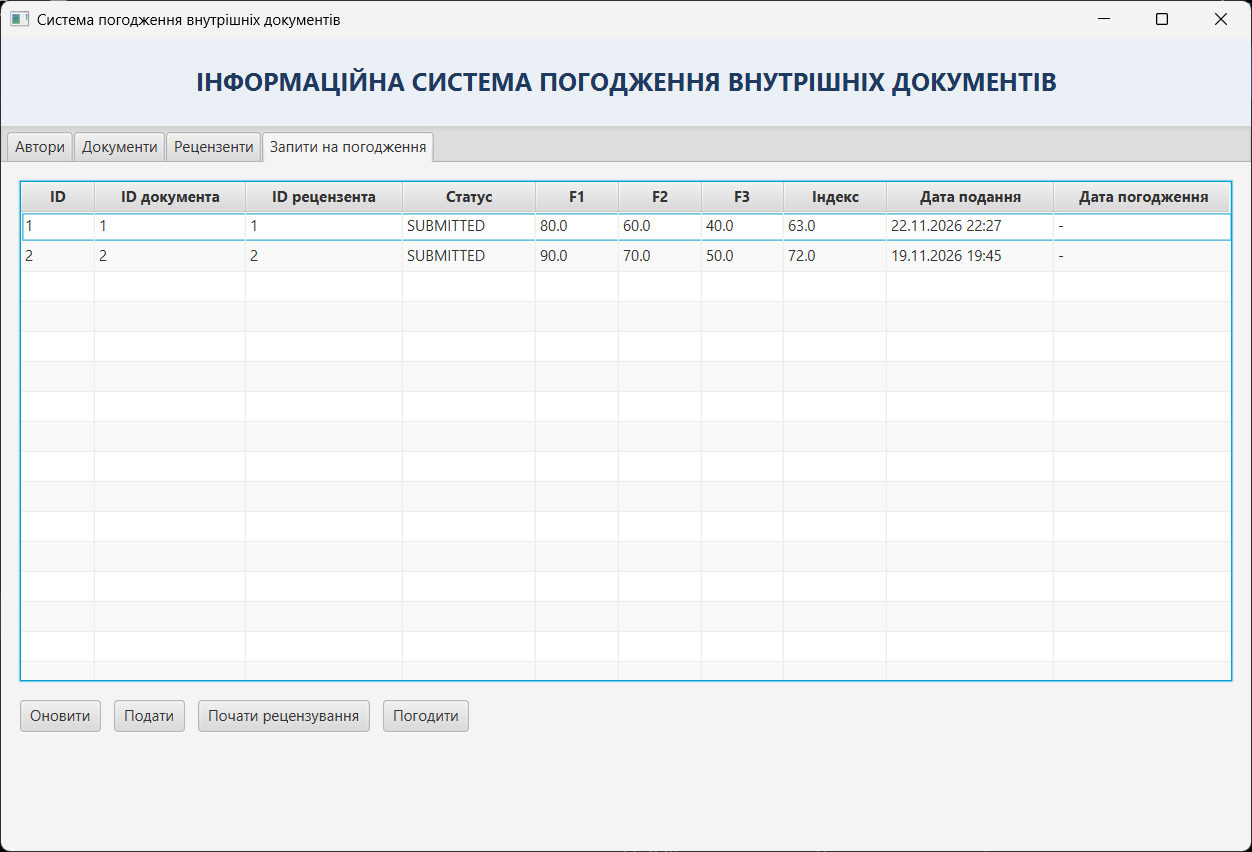 Система погодження внутрішніх документів
ІНФОРМАЦІЙНА СИСТЕМА ПОГОДЖЕННЯ ВНУТРІШНІХ ДОКУМЕНТІВ
Автори Документи Рецензенти Запити на погодження
ID ID документа ID рецензента Статус F1 F2 F3 Індекс Дата подання Дата погодження
1 1 1 SUBMITTED 80.0 60.0 40.0 63.0 22.11.2026 22:27 -
2 2 2 SUBMITTED 90.0 70.0 50.0 72.0 19.11.2026 19:45 -
Оновити Подати Почати рецензування Погодити